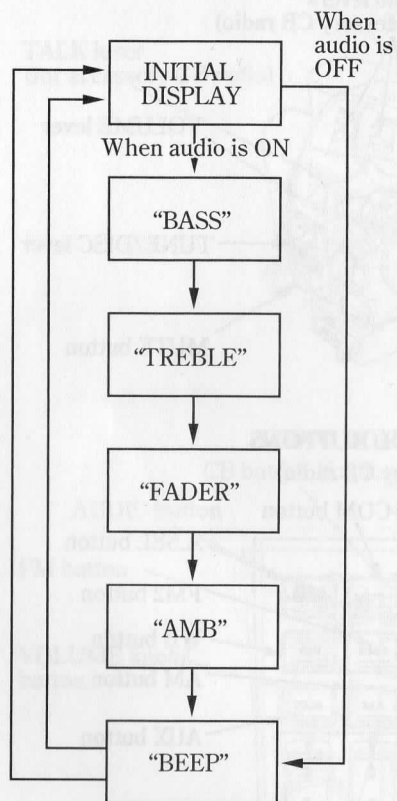 When
audio is
OFF
INITIAL
DISPLAY
When audio is ON
“BASS”
“TREBLE”
“FADER”
“AMB”
“BEEP”